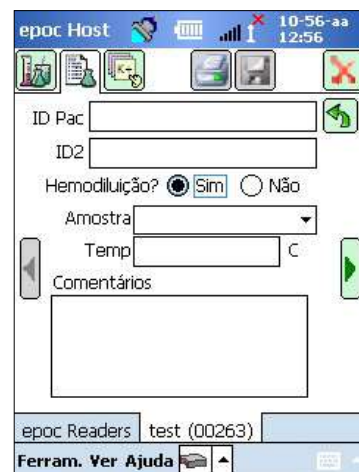 epoc Host 10-56-aa
12:56
K+
ID Pac
ID2
Hemodiluição? Sim Não
Amostra
Temp C
Comentários
epoc Readers test (00263)
Ferram. Ver Ajuda